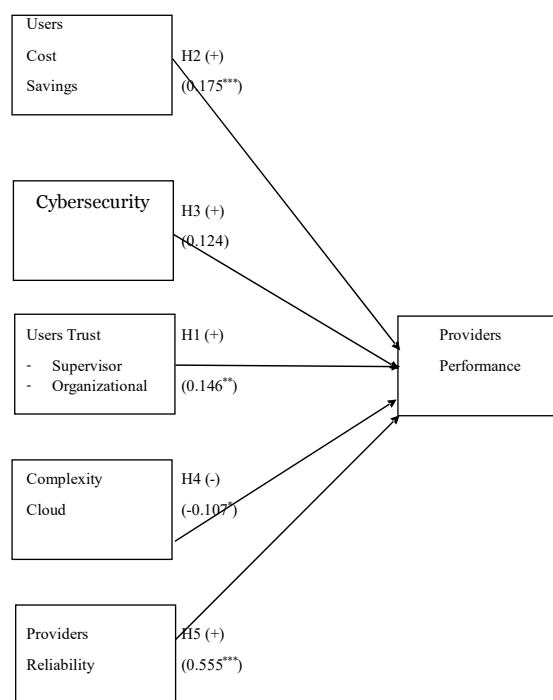 Users
Cost
Savings
H2 (+)
(0.175***)
Cybersecurity
H3 (+)
(0.124)
Users Trust
- Supervisor
- Organizational
H1 (+)
(0.146**)
Providers
Performance
Complexity
Cloud
H4 (-)
(-0.107*)
Providers
Reliability
H5 (+)
(0.555***)